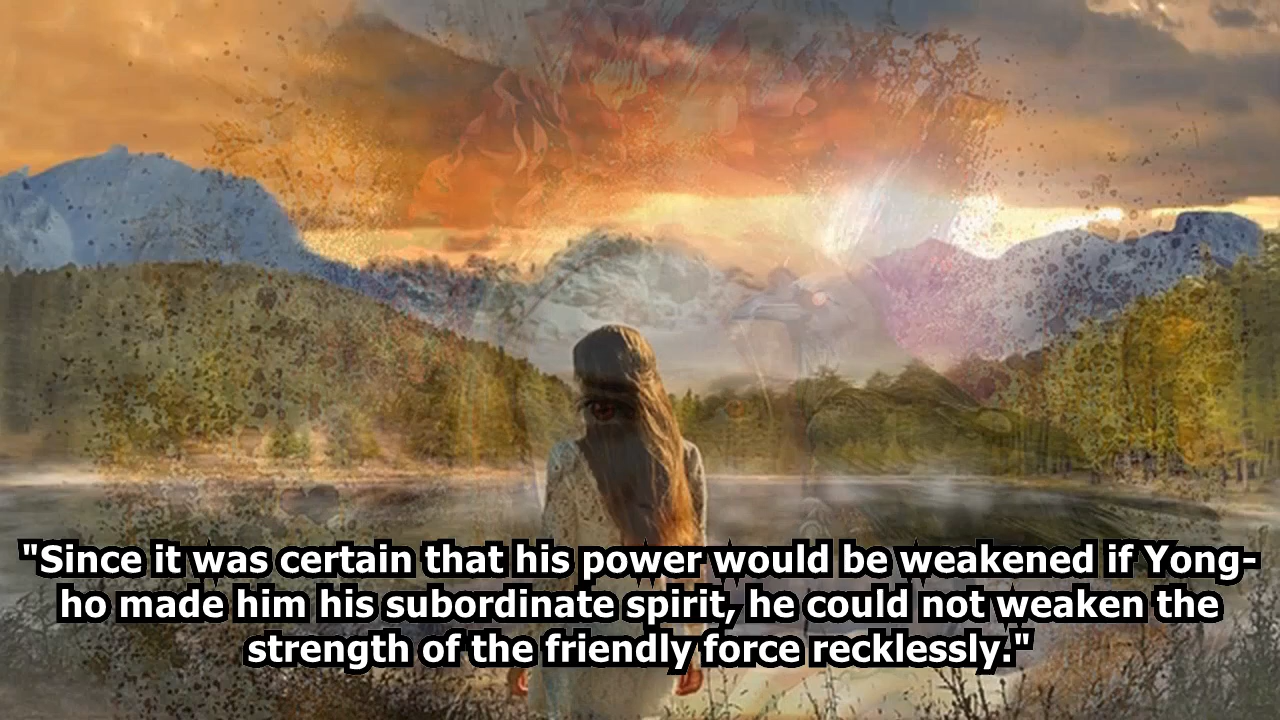 "Since it was certain that his power would be weakened if Yong-
ho made him his subordinate spirit, he could not weaken the
strength of the friendly force recklessly."